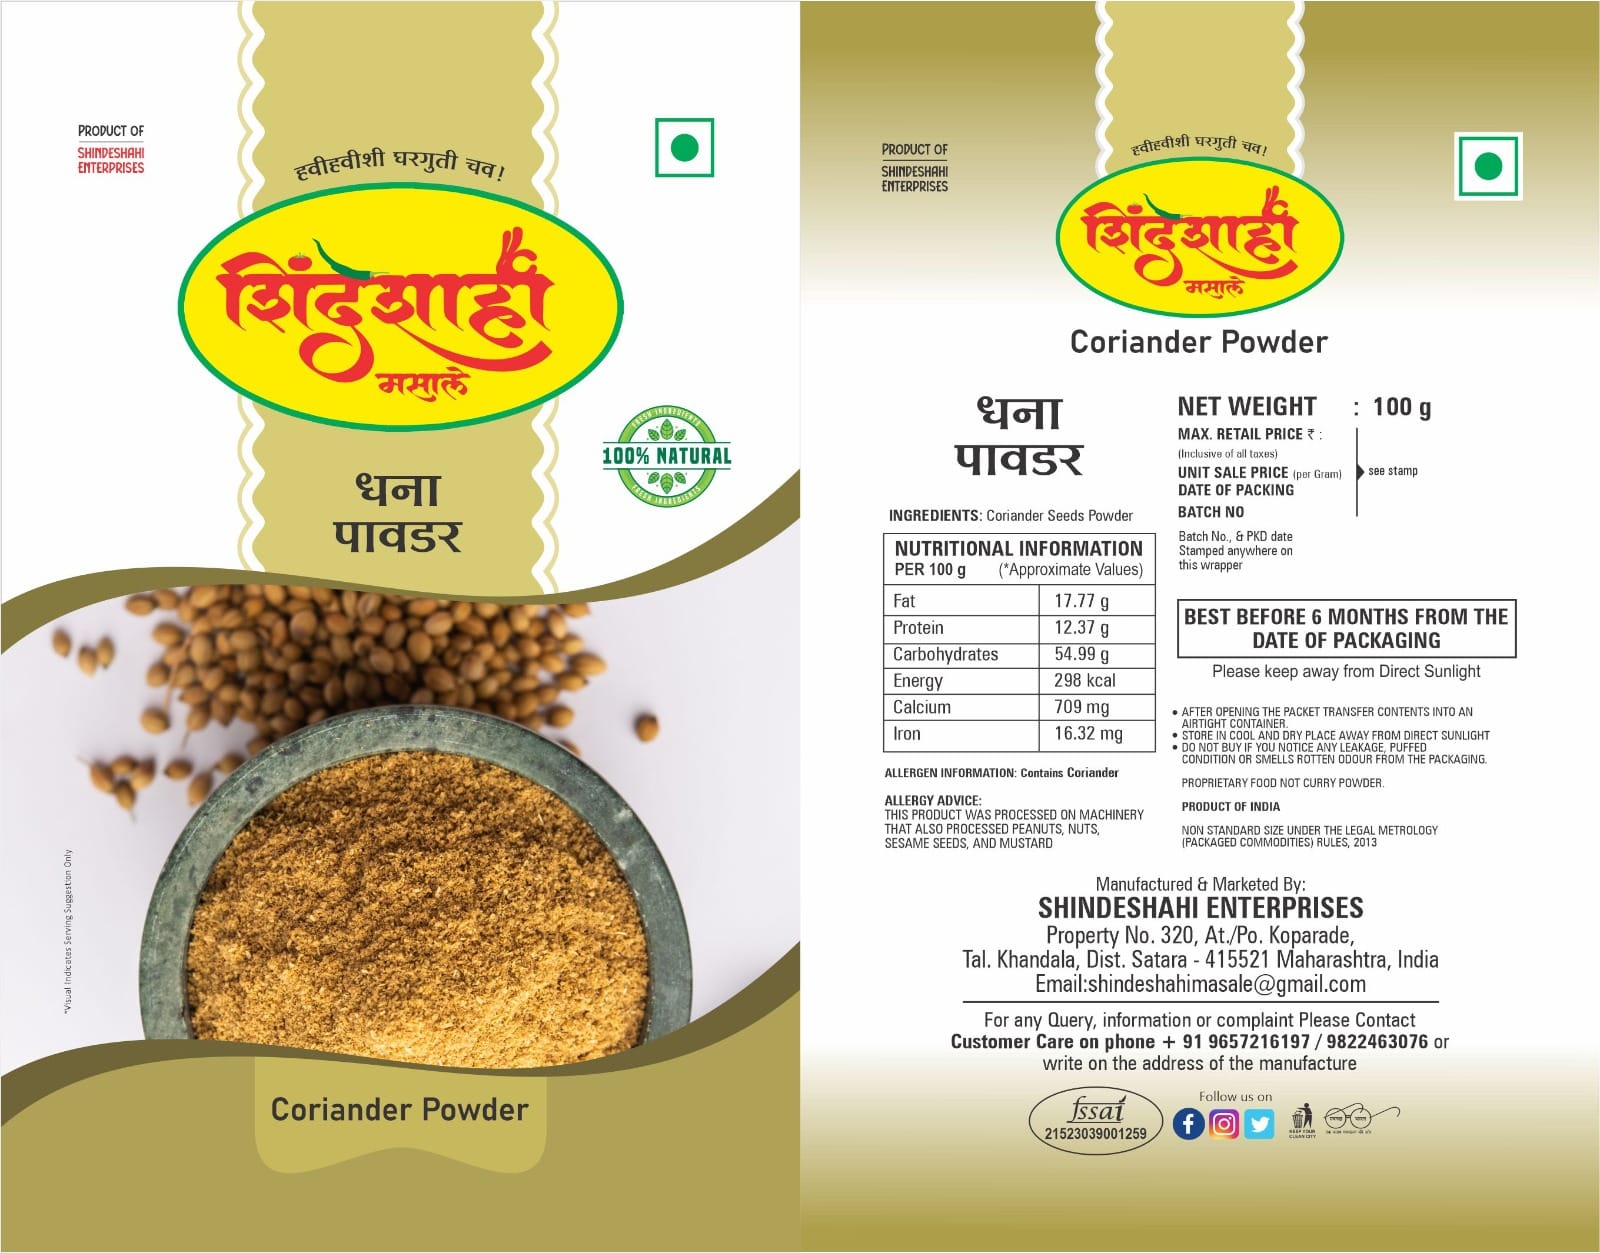 PRODUCT OF
SHINDESHAHI
ENTERPRISES
हवीहवीशी घरगुती चव!
शिंदेशाही
मसाले
FRESH INGREDIENTS
100% NATURAL
FRESH INGREDIENTS
धना
पावडर
*Visual Indicates Serving Suggestion Only
Coriander Powder
PRODUCT OF
SHINDESHAHI
ENTERPRISES
हवीहवीशी घरगुती चव!
शिंदेशाही
मसाले
Coriander Powder
धना
पावडर
INGREDIENTS: Coriander Seeds Powder
NUTRITIONAL INFORMATION
PER 100 g (*Approximate Values)
Fat 17.77 g
Protein 12.37 g
Carbohydrates 54.99 g
Energy 298 kcal
Calcium 709 mg
Iron 16.32 mg
ALLERGEN INFORMATION: Contains Coriander
ALLERGY ADVICE:
THIS PRODUCT WAS PROCESSED ON MACHINERY
THAT ALSO PROCESSED PEANUTS, NUTS,
SESAME SEEDS, AND MUSTARD
NET WEIGHT : 100 g
MAX. RETAIL PRICE ₹ :
(Inclusive of all taxes)
UNIT SALE PRICE (per Gram)
see stamp
DATE OF PACKING
BATCH NO
Batch No., & PKD date
Stamped anywhere on
this wrapper
BEST BEFORE 6 MONTHS FROM THE
DATE OF PACKAGING
Please keep away from Direct Sunlight
• AFTER OPENING THE PACKET TRANSFER CONTENTS INTO AN
AIRTIGHT CONTAINER.
• STORE IN COOL AND DRY PLACE AWAY FROM DIRECT SUNLIGHT
• DO NOT BUY IF YOU NOTICE ANY LEAKAGE, PUFFED
CONDITION OR SMELLS ROTTEN ODOUR FROM THE PACKAGING.
PROPRIETARY FOOD NOT CURRY POWDER.
PRODUCT OF INDIA
NON STANDARD SIZE UNDER THE LEGAL METROLOGY
(PACKAGED COMMODITIES) RULES, 2013
Manufactured & Marketed By:
SHINDESHAHI ENTERPRISES
Property No. 320, At./Po. Koparade,
Tal. Khandala, Dist. Satara - 415521 Maharashtra, India
Email:shindeshahimasale@gmail.com
For any Query, information or complaint Please Contact
Customer Care on phone + 91 9657216197 / 9822463076 or
write on the address of the manufacture
fssai
21523039001259
Follow us on
KEEP YOUR
CLEAN CITY